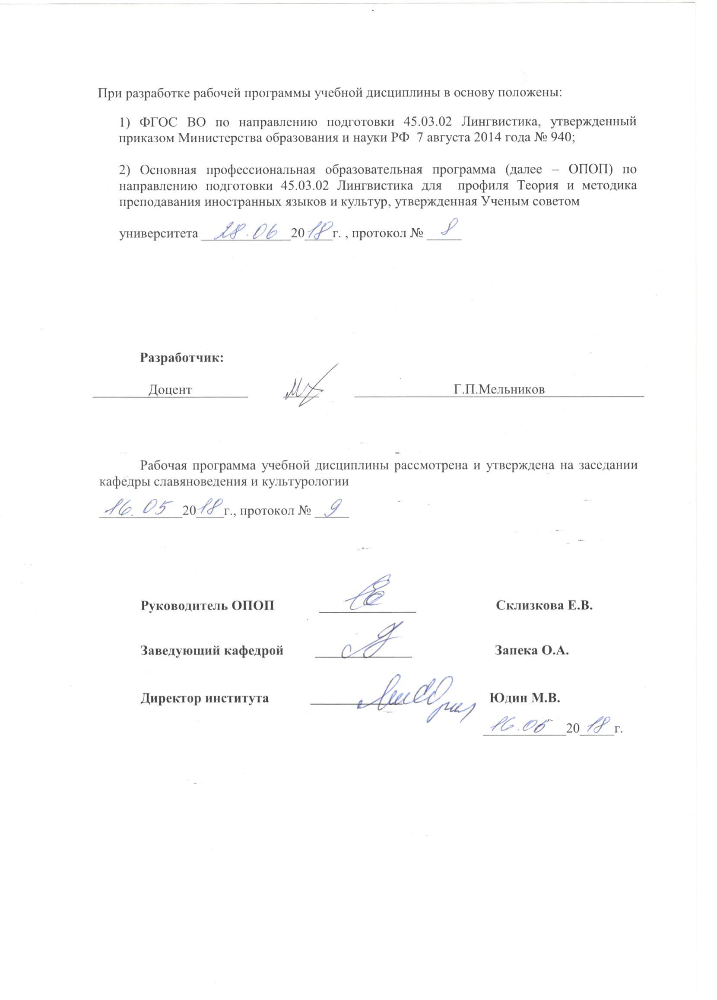 При разработке рабочей программы учебной дисциплины в основу положены:
1) ФГОС ВО по направлению подготовки 45.03.02 Лингвистика, утвержденный
приказом Министерства образования и науки РФ 7 августа 2014 года № 940;
2) Основная профессиональная образовательная программа (далее – ОПОП) по
направлению подготовки 45.03.02 Лингвистика для профиля Теория и методика
преподавания иностранных языков и культур, утвержденная Ученым советом
университета 28.06 2018г. , протокол № 8
Разработчик:
Доцент Г.П.Мельников
Рабочая программа учебной дисциплины рассмотрена и утверждена на заседании
кафедры славяноведения и культурологии
16.05 2018г., протокол № 9
Руководитель ОПОП Склизкова Е.В.
Заведующий кафедрой Запека О.А.
Директор института Юдин М.В.
16.05 2018г.